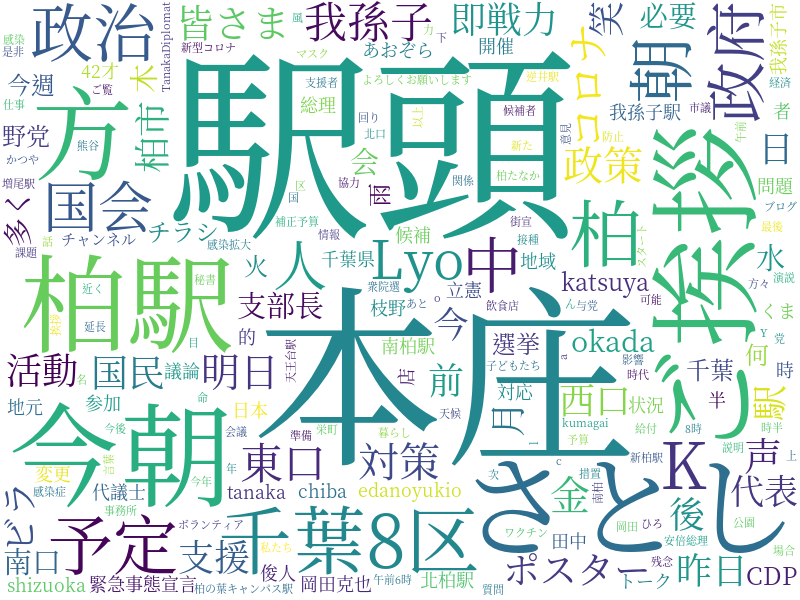 感染
是非
政治
風
新型コロナ
TanakaDiplomat
皆さま
我孫子
力
下
即戦力
笑
必要
朝
政府
我孫子市
経済
42才
ご覧
木
マスク
支援者
よろしくお願いします
あおぞら
開催
逆井駅
コロナ
今週
仕事
方
柏市
駅頭
総理
候補者
回り
以上
我孫子駅
市議
者
野党
かつや
熊谷
北口
意見
新た
防止
午前
ご挨拶
日
増尾駅
多く
国会
会
雨
協力
関係
柏たなか
政策
問題
ブログ
チャンネル
チラシ
区
国
補正予算
候補
街宣
スタート
柏
最後
話
課題
感染拡大
情報
中
接種
地域
演説
柏駅
人
火
千葉県
Lyo
水
方々
近く
秘書
衆院選
あと
o
飲食店
ん
与党
katsuya
可能
くま
挨拶
延長
支部長
枝野
立憲
今
Y
党
目
的
南柏駅
選挙
okada
何
活動
国民
議論
明日
天王台駅
店
前
子どもたち
a
影響
時代
千葉
時
地元
参加
名
本庄
対応
西口
状況
半
駅
今朝
命
日本
栄町
天候
月
kumagai
給付
8時
時半
今後
会議
準備
暮らし
l
予算
説明
上
変更
言葉
年
東口
対策
K
声
ビラ
感染症
代議士
今年
tanaka
chiba
edanoyukio
次
c
措置
新柏駅
金
南柏
後
代表
さとし
事務所
予定
ボランティア
私たち
千葉8区
ワクチン
岡田
ひろ
公園
南口
支援
俊人
田中
ポスター
安倍総理
昨日
残念
場合
shizuoka
緊急事態宣言
柏の葉キャンパス駅
岡田克也
午前6時
北柏駅
質問
トーク
CDP